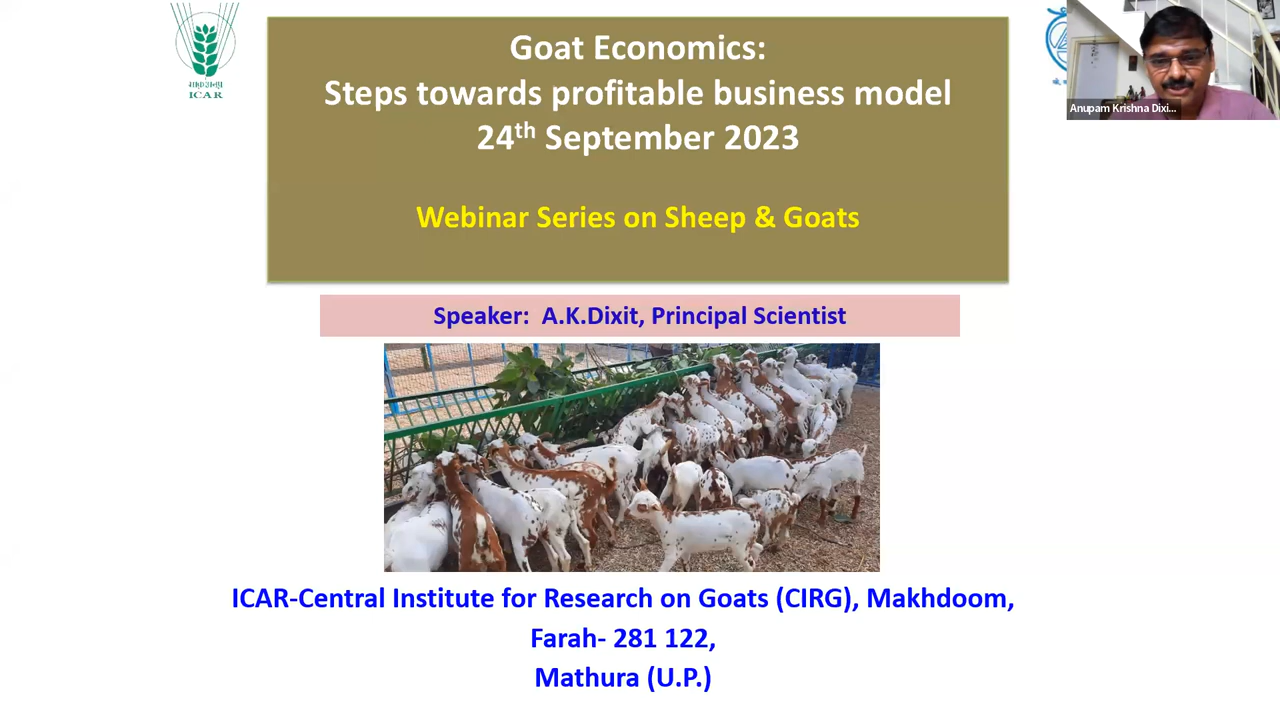 Goat Economics:
Steps towards profitable business model
24th September 2023
Webinar Series on Sheep & Goats
Anupam Krishna Dixi...
ICAR
Speaker: A.K.Dixit, Principal Scientist
ICAR-Central Institute for Research on Goats (CIRG), Makhdoom,
Farah- 281 122,
Mathura (U.P.)